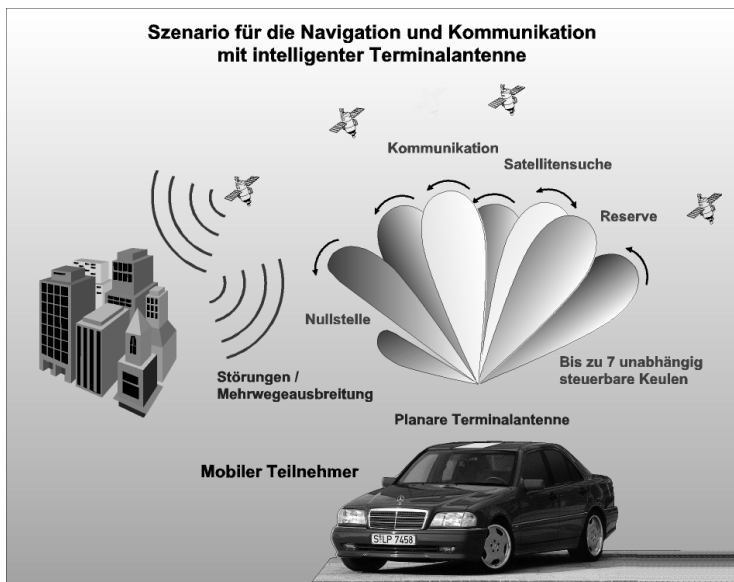 Szenario für die Navigation und Kommunikation
mit intelligenter Terminalantenne
Kommunikation
Satellitensuche
Reserve
Nullstelle
Bis zu 7 unabhängig
steuerbare Keulen
Störungen /
Mehrwegeausbreitung
Planare Terminalantenne
Mobiler Teilnehmer
S LP 7458